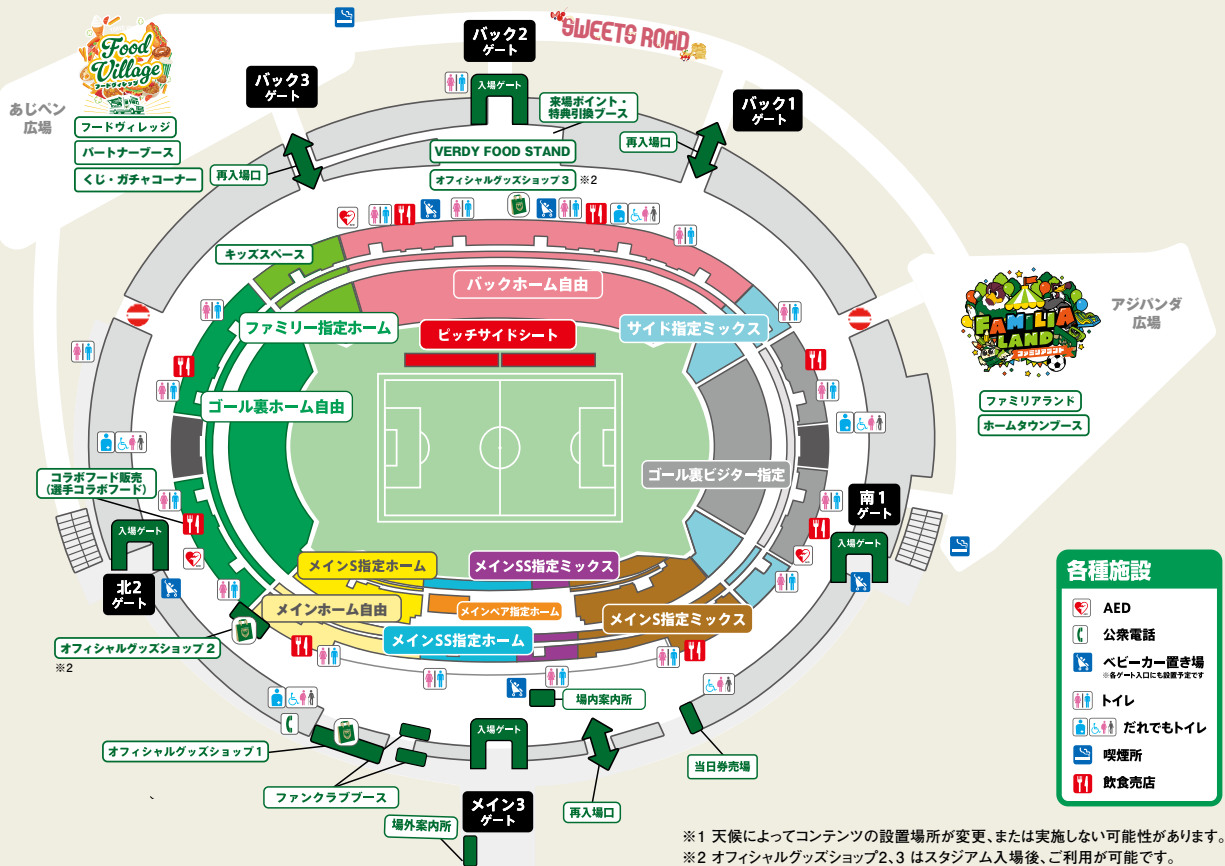 SWEETS ROAD
バック2
ゲート
Food
Village
フードヴィレッジ
バック3
ゲート
入場ゲート
来場ポイント・
特典引換ブース
バック1
ゲート
あじペン
広場
フードヴィレッジ
パートナーブース
くじ・ガチャコーナー
再入場口
VERDY FOOD STAND
再入場口
オフィシャルグッズショップ3 ※2
キッズスペース
バックホーム自由
ファミリー指定ホーム
ピッチサイドシート
サイド指定ミックス
FAMILIA
LAND
ファミリアランド
アジパンダ
広場
ゴール裏ホーム自由
ファミリアランド
ホームタウンブース
コラボフード販売
(選手コラボフード)
ゴール裏ビジター指定
南1
ゲート
入場ゲート
入場ゲート
北2
ゲート
メインS指定ホーム
メインSS指定ミックス
メインホーム自由
メインペア指定ホーム
メインS指定ミックス
メインSS指定ホーム
オフィシャルグッズショップ2
※2
場内案内所
入場ゲート
オフィシャルグッズショップ1
当日券売場
ファンクラブブース
メイン3
ゲート
再入場口
場外案内所
各種施設
AED
公衆電話
ベビーカー置き場
※各ゲート入口にも設置予定です
トイレ
だれでもトイレ
喫煙所
飲食売店
※1 天候によってコンテンツの設置場所が変更、または実施しない可能性があります。
※2 オフィシャルグッズショップ2、3 はスタジアム入場後、ご利用が可能です。